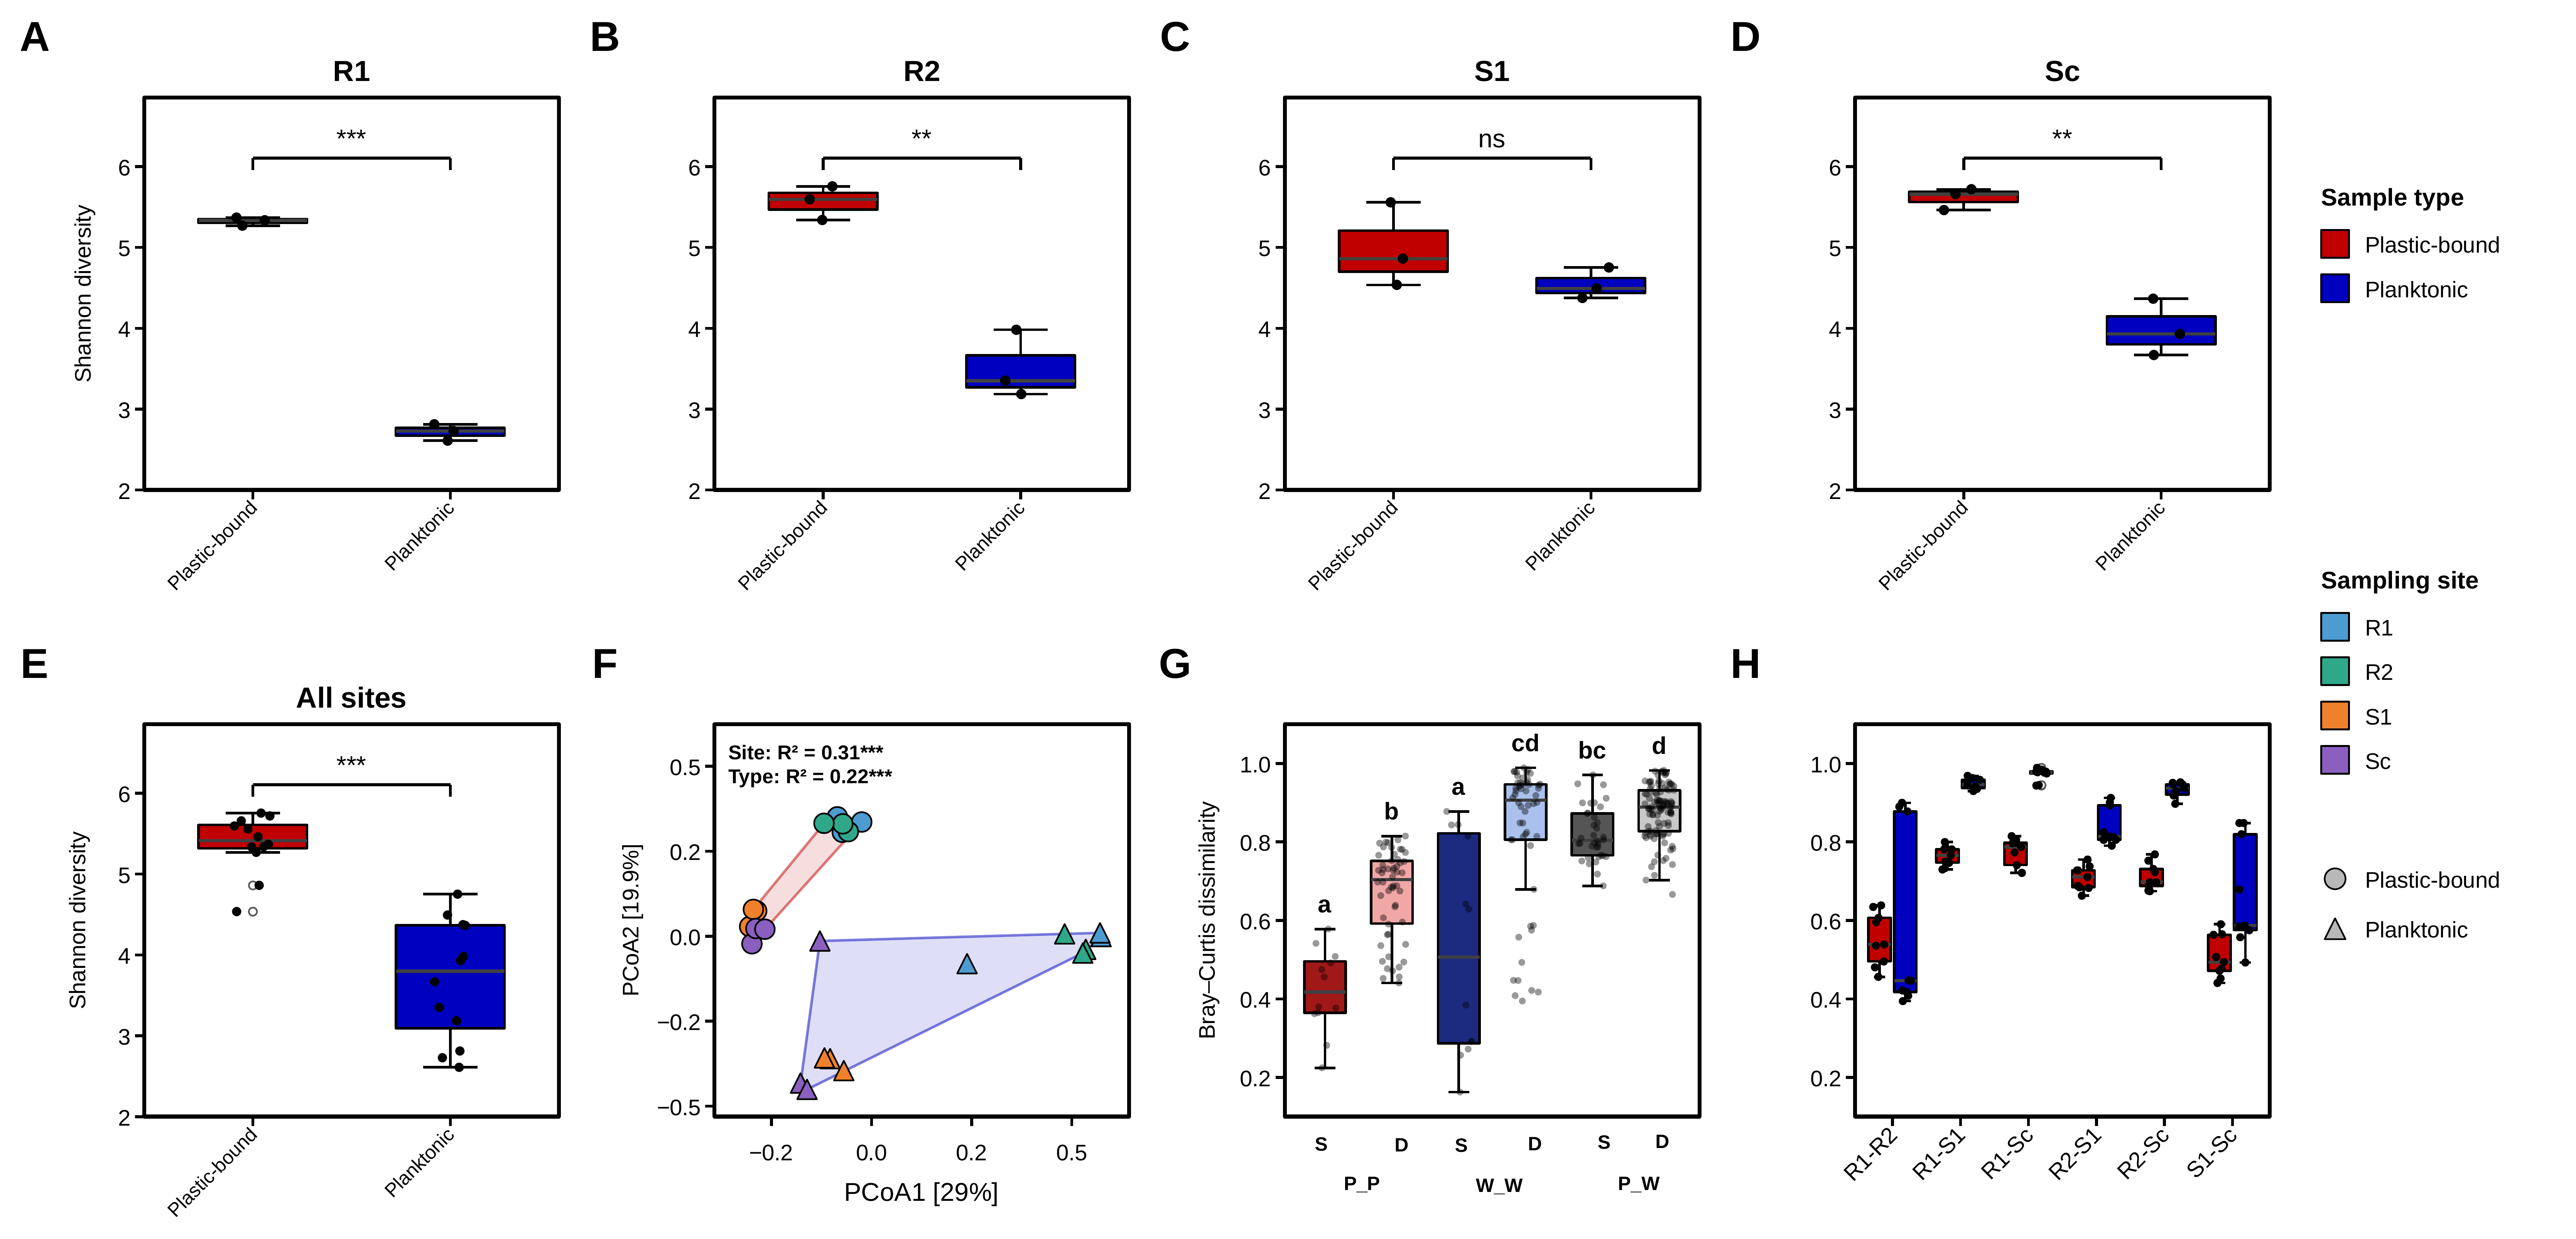 A
R1
***
Shannon diversity
6
5
4
3
2
Plastic-bound
Planktonic
B
R2
**
6
5
4
3
2
Plastic-bound
Planktonic
C
S1
ns
6
5
4
3
2
Plastic-bound
Planktonic
D
Sc
**
6
5
4
3
2
Plastic-bound
Planktonic
Sample type
Plastic-bound
Planktonic
Sampling site
R1
R2
S1
Sc
Plastic-bound
Planktonic
E
All sites
***
Shannon diversity
6
5
4
3
2
Plastic-bound
Planktonic
F
Site: R² = 0.31***
Type: R² = 0.22***
PCoA2 [19.9%]
0.5
0.2
0.0
−0.2
−0.5
−0.2
0.0
0.2
0.5
PCoA1 [29%]
G
Bray–Curtis dissimilarity
1.0
0.8
0.6
0.4
0.2
a
b
a
cd
bc
d
S
D
S
D
S
D
P_P
W_W
P_W
H
1.0
0.8
0.6
0.4
0.2
R1-R2
R1-S1
R1-Sc
R2-S1
R2-Sc
S1-Sc